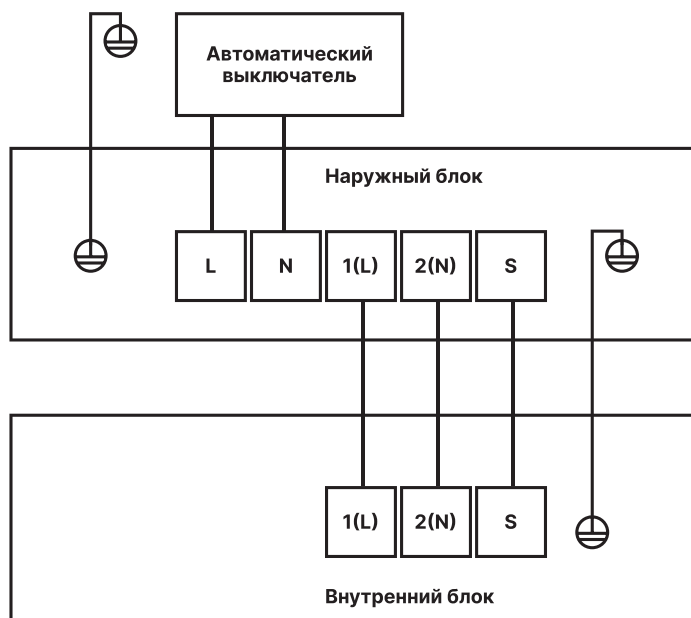 Автоматический
выключатель
Наружный блок
L N 1(L) 2(N) S
1(L) 2(N) S
Внутренний блок